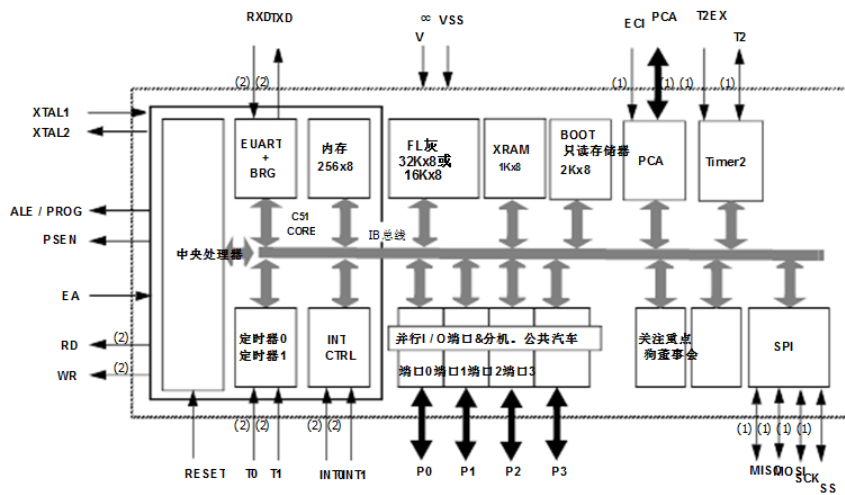 RXD TXD
∞
V
VSS
ECI
PCA
T2EX
T2
(2) (2)
(1)
(1) (1)
(1)
XTAL1
XTAL2
EUART
+
BRG
内存
256x8
FL灰
32Kx8或
16Kx8
XRAM
1Kx8
BOOT
只读存储器
2Kx8
PCA
Timer2
ALE / PROG
PSEN
C51
CORE
IB总线
中央处理器
EA
RD
(2)
WR
(2)
定时器0
定时器1
INT
CTRL
并行I / O端口&分机。公共汽车
端口0端口1端口2端口3
关注重点
狗董事会
SPI
(2) (2)
(2) (2)
(1) (1) (1) (1)
RESET
T0
T1
INT0
INT1
P0
P1
P2
P3
MISO
MOSI
SCK
SS